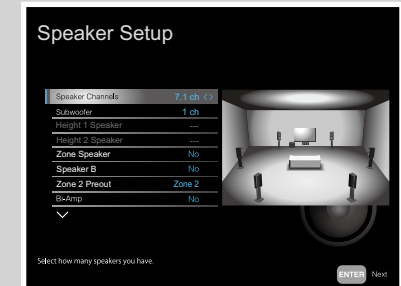 Speaker Setup
Speaker Channels 7.1 ch <>
Subwoofer 1 ch
Height 1 Speaker ---
Height 2 Speaker ---
Zone Speaker No
Speaker B No
Zone 2 Preout Zone 2
Bi-Amp No
Select how many speakers you have.
ENTER Next